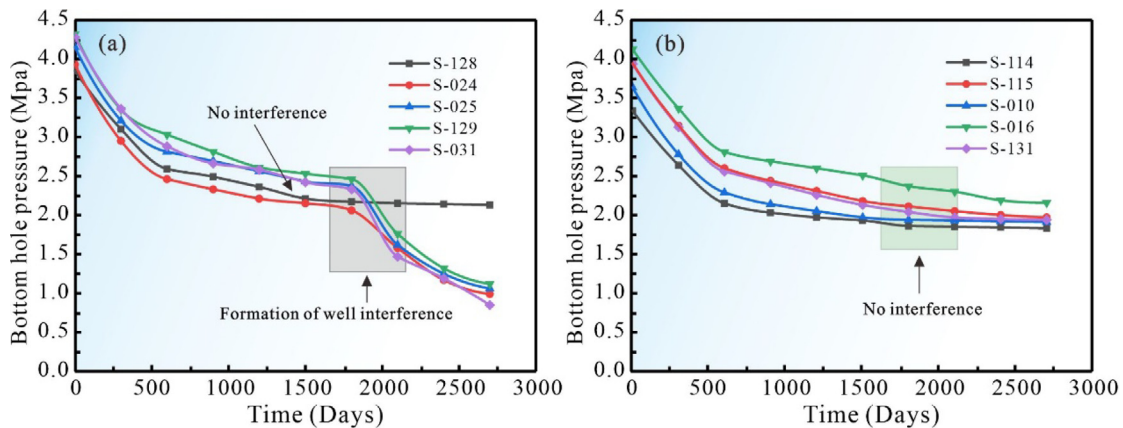 (a)
S-128
S-024
S-025
S-129
S-031
No interference
Formation of well interference
Bottom hole pressure (Mpa)
4.5
4.0
3.5
3.0
2.5
2.0
1.5
1.0
0.5
0.0
0 500 1000 1500 2000 2500 3000
Time (Days)
(b)
S-114
S-115
S-010
S-016
S-131
No interference
Bottom hole pressure (Mpa)
4.5
4.0
3.5
3.0
2.5
2.0
1.5
1.0
0.5
0.0
0 500 1000 1500 2000 2500 3000
Time (Days)